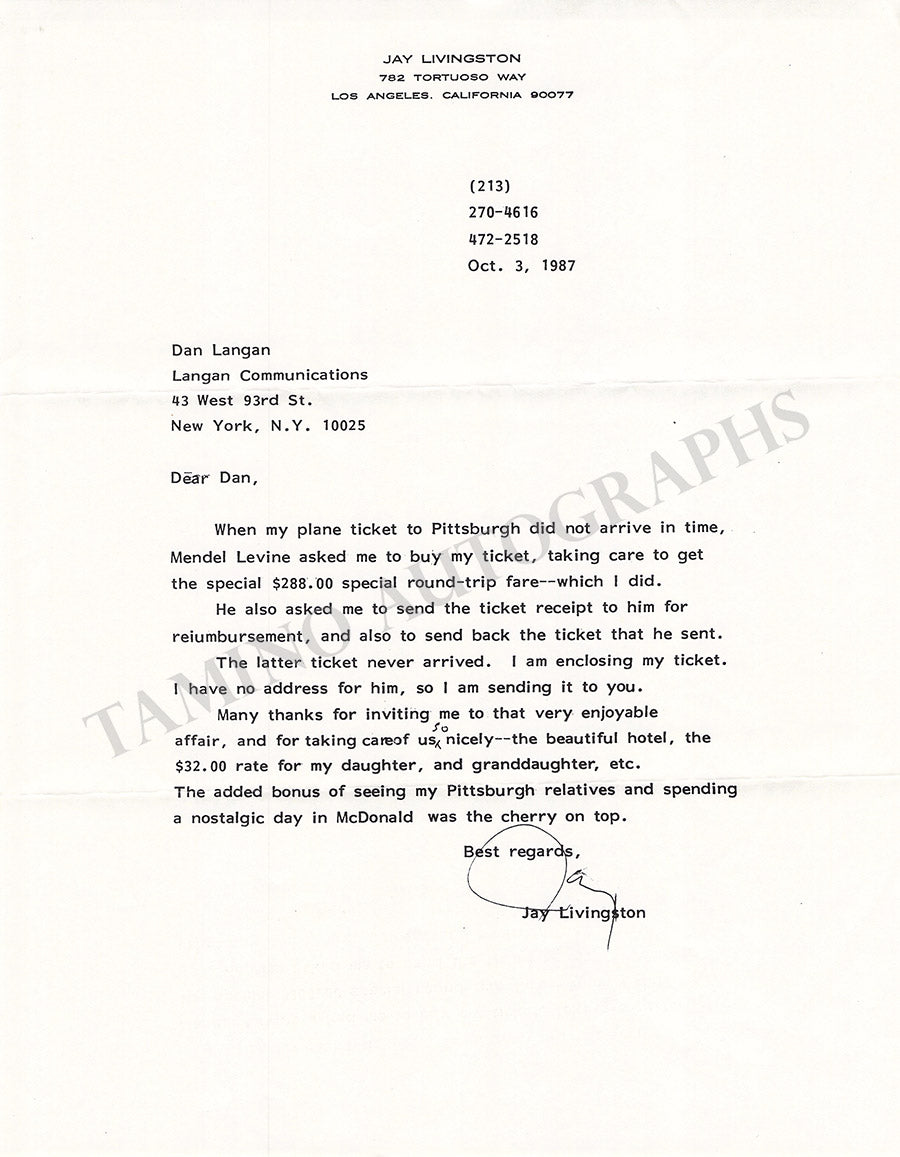 JAY LIVINGSTON
782 TORTUOSO WAY
LOS ANGELES, CALIFORNIA 90077
(213)
270-4616
472-2518
Oct. 3, 1987
Dan Langan
Langan Communications
43 West 93rd St.
New York, N.Y. 10025
Dear Dan,
When my plane ticket to Pittsburgh did not arrive in time,
Mendel Levine asked me to buy my ticket, taking care to get
the special $288.00 special round-trip fare--which I did.
He also asked me to send the ticket receipt to him for
reiumbursement, and also to send back the ticket that he sent.
The latter ticket never arrived. I am enclosing my ticket.
I have no address for him, so I am sending it to you.
Many thanks for inviting me to that very enjoyable
affair, and for taking careof us so nicely--the beautiful hotel, the
$32.00 rate for my daughter, and granddaughter, etc.
The added bonus of seeing my Pittsburgh relatives and spending
a nostalgic day in McDonald was the cherry on top.
Best regards,
Jay
Jay Livingston
TAMINO AUTOGRAPHS